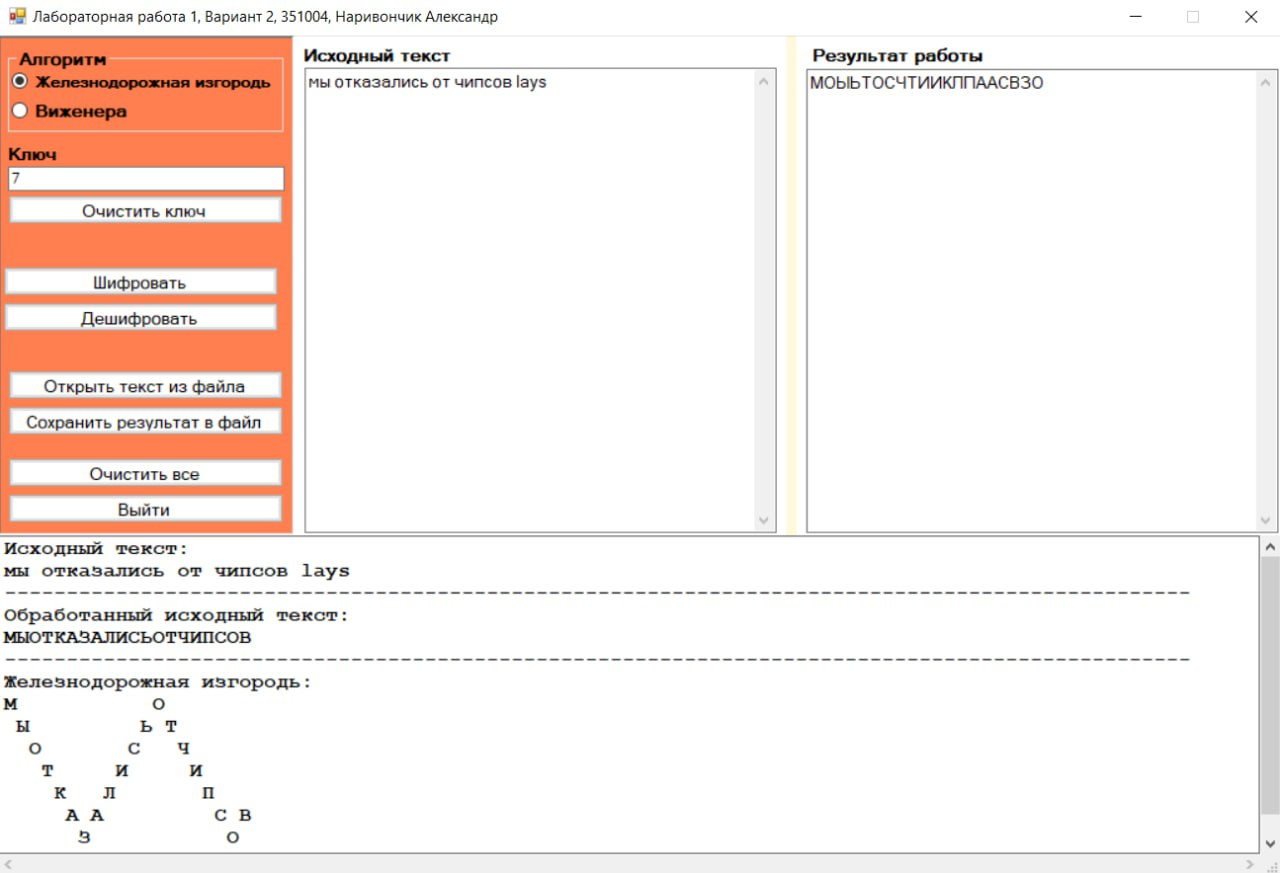 Лабораторная работа 1, Вариант 2, 351004, Наривончик Александр
Алгоритм
Железнодорожная изгородь
Виженера
Ключ
7
Очистить ключ
Шифровать
Дешифровать
Открыть текст из файла
Сохранить результат в файл
Очистить все
Выйти
Исходный текст
мы отказались от чипсов lays
Результат работы
МОЫЬТОСЧТИИКЛПААСВЗО
Исходный текст:
мы отказались от чипсов lays
------------------------------------------------------------------------------------------------
Обработанный исходный текст:
МЫОТКАЗАЛИСЬОТЧИПСОВ
------------------------------------------------------------------------------------------------
Железнодорожная изгородь:
М           О
 Ы         Ь Т
  О       С   Ч
   Т     И     И
    К   Л       П
     А А         С В
      З           О